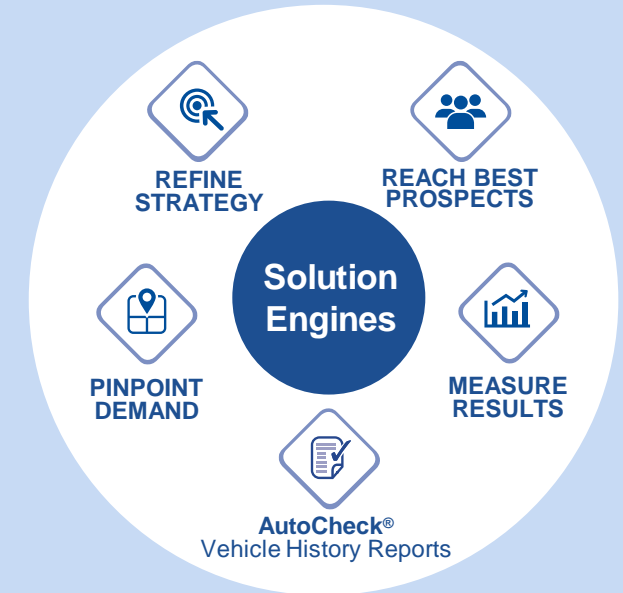 REFINE
STRATEGY
REACH BEST
PROSPECTS
Solution
Engines
PINPOINT
DEMAND
MEASURE
RESULTS
AutoCheck®
Vehicle History Reports